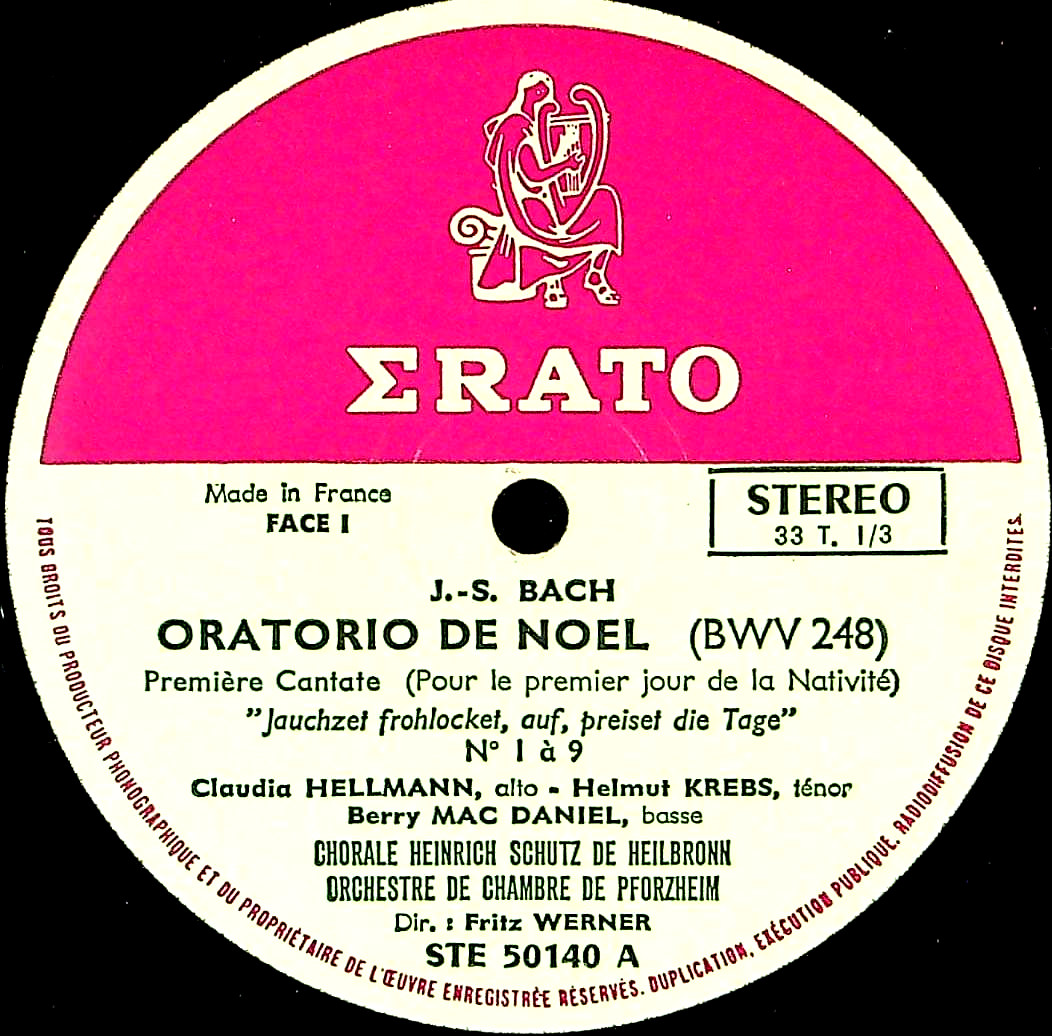 ΣRATO
Made in France
FACE I
STEREO
33 T. 1/3
J.-S. BACH
ORATORIO DE NOEL (BWV 248)
Première Cantate (Pour le premier jour de la Nativité)
"Jauchzet frohlocket, auf, preiset die Tage"
N° 1 à 9
Claudia HELLMANN, alto - Helmut KREBS, ténor
Berry MAC DANIEL, basse
CHORALE HEINRICH SCHUTZ DE HEILBRONN
ORCHESTRE DE CHAMBRE DE PFORZHEIM
Dir. : Fritz WERNER
STE 50140 A
TOUS DROITS DU PRODUCTEUR PHONOGRAPHIQUE ET DU PROPRIÉTAIRE DE L'ŒUVRE ENREGISTRÉE RÉSERVÉS. DUPLICATION, EXÉCUTION PUBLIQUE, RADIODIFFUSION DE CE DISQUE INTERDITES.